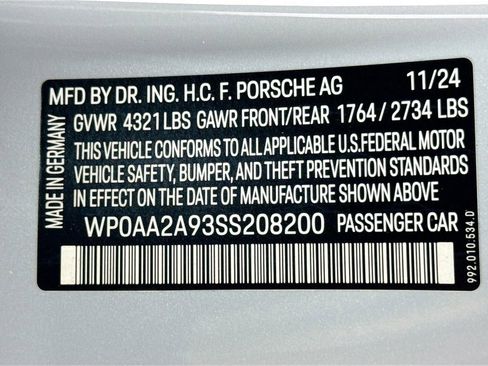 MFD BY DR. ING. H.C. F. PORSCHE AG 11/24
GVWR 4321 LBS GAWR FRONT/REAR 1764 / 2734 LBS
THIS VEHICLE CONFORMS TO ALL APPLICABLE U.S. FEDERAL MOTOR
VEHICLE SAFETY, BUMPER, AND THEFT PREVENTION STANDARDS
IN EFFECT ON THE DATE OF MANUFACTURE SHOWN ABOVE
WP0AA2A93SS208200 PASSENGER CAR
MADE IN GERMANY
992.010.534.D